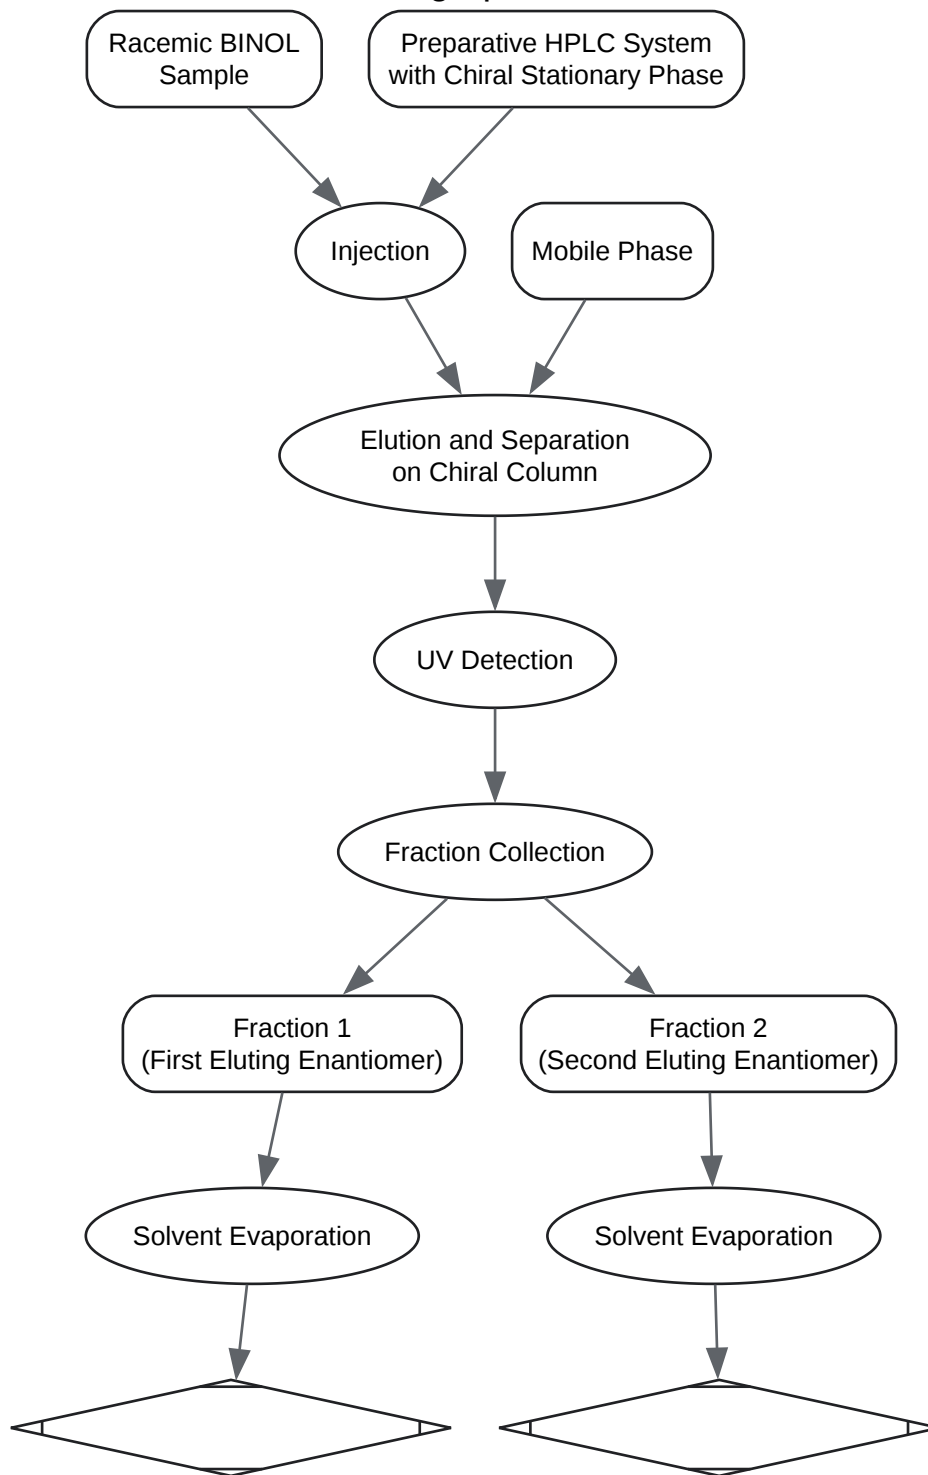 Racemic BINOL
Sample
Preparative HPLC System
with Chiral Stationary Phase
Injection
Mobile Phase
Elution and Separation
on Chiral Column
UV Detection
Fraction Collection
Fraction 1
(First Eluting Enantiomer)
Fraction 2
(Second Eluting Enantiomer)
Solvent Evaporation
Solvent Evaporation